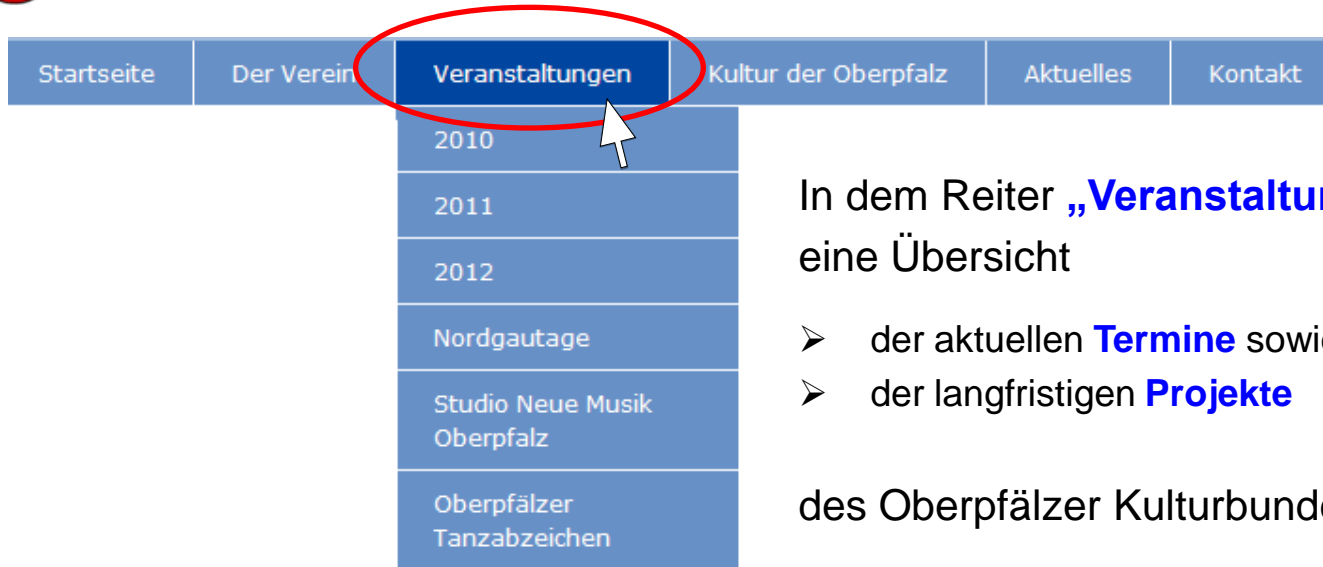 Startseite Der Verein Veranstaltungen Kultur der Oberpfalz Aktuelles Kontakt
2010
2011
2012
Nordgautage
Studio Neue Musik
Oberpfalz
Oberpfälzer
Tanzabzeichen
In dem Reiter „Veranstaltu
eine Übersicht
➢ der aktuellen Termine sowi
➢ der langfristigen Projekte
des Oberpfälzer Kulturbund